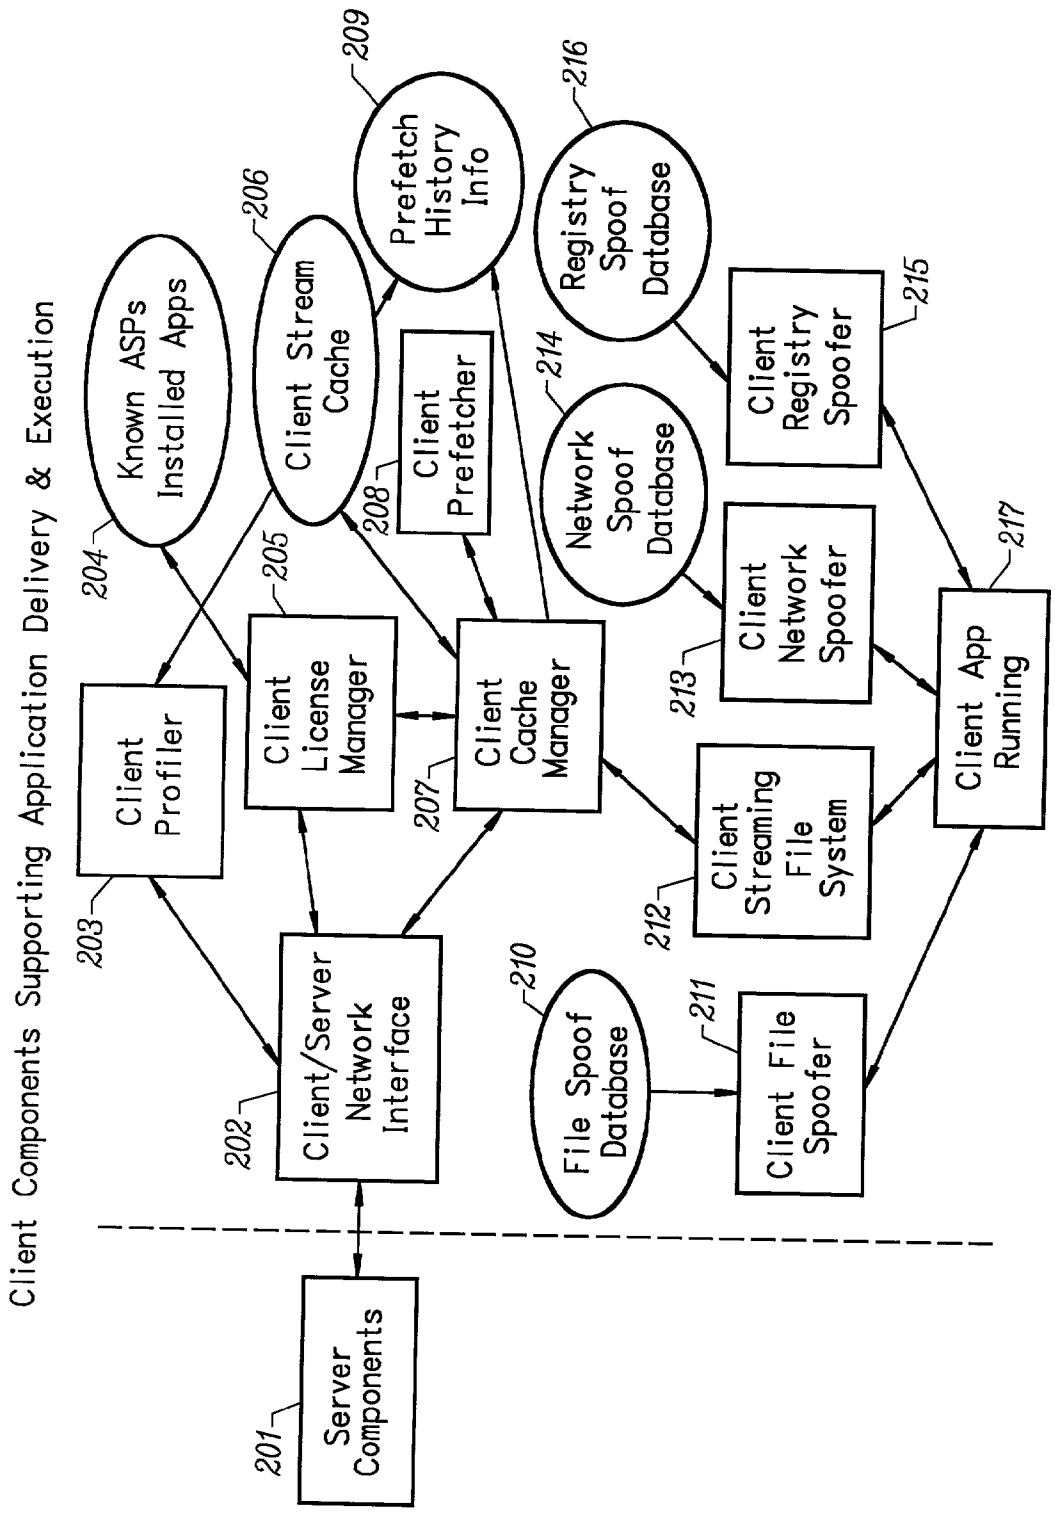 Client Components Supporting Application Delivery & Execution
201
Server
Components
202
Client/Server
Network
Interface
203
Client
Profiler
204
Known ASPs
Installed Apps
205
Client
License
Manager
206
Client Stream
Cache
207
Client
Cache
Manager
208
Client
Prefetcher
209
Prefetch
History
Info
210
File Spoof
Database
211
Client File
Spoofer
212
Client
Streaming
File
System
213
Client
Network
Spoofer
214
Network
Spoof
Database
215
Client
Registry
Spoofer
216
Registry
Spoof
Database
217
Client App
Running